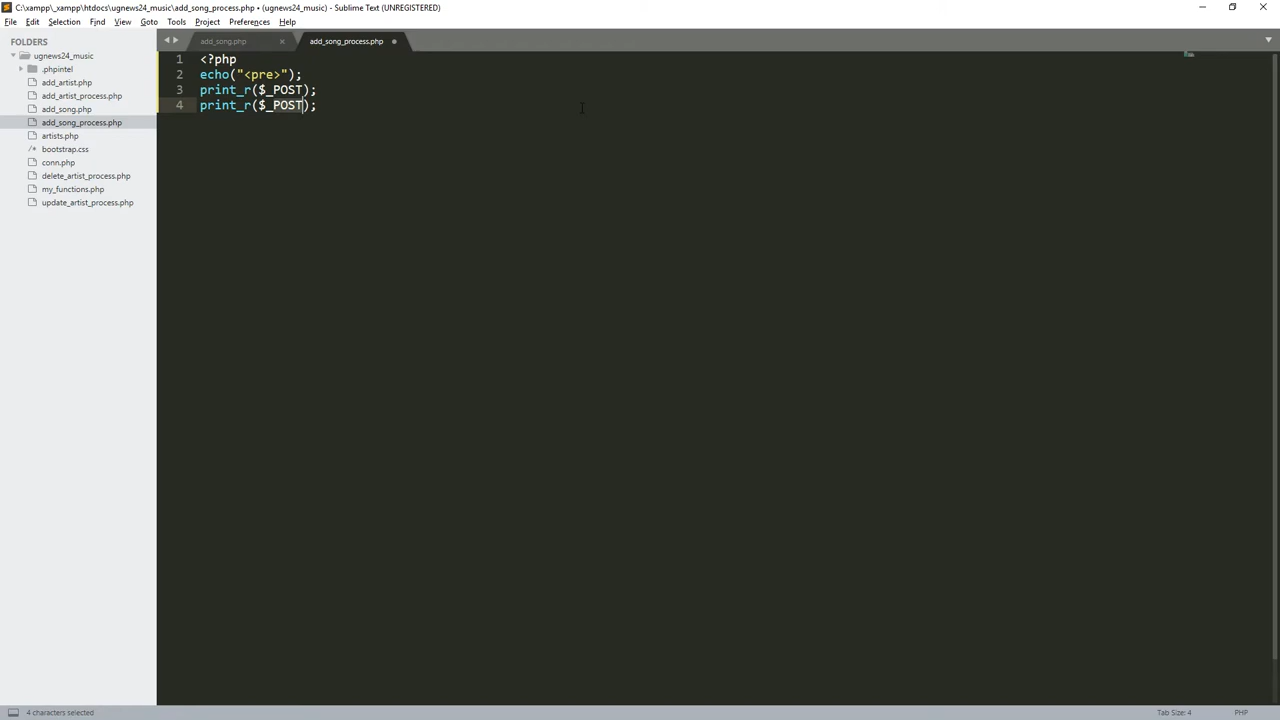 C:\xampp\_xampp\htdocs\ugnews24_music\add_song_process.php • (ugnews24_music) - Sublime Text (UNREGISTERED)
File Edit Selection Find View Goto Tools Project Preferences Help
FOLDERS
ugnews24_music
.phpintel
add_artist.php
add_artist_process.php
add_song.php
add_song_process.php
artists.php
/* bootstrap.css
conn.php
delete_artist_process.php
my_functions.php
update_artist_process.php
add_song.php × add_song_process.php •
1 <?php
2 echo("<pre>");
3 print_r($_POST);
4 print_r($_POST);
4 characters selected Tab Size: 4 PHP